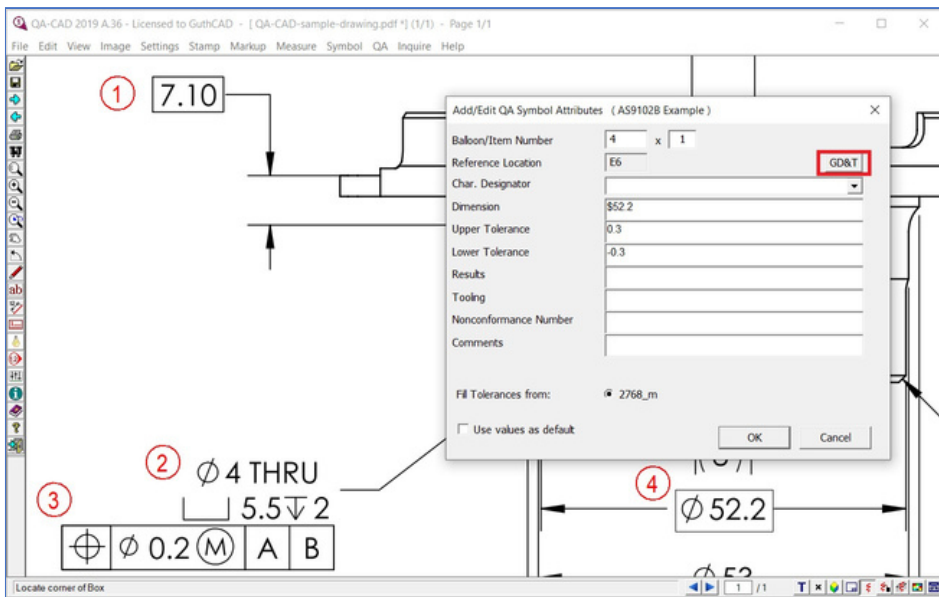 QA-CAD 2019 A.36 - Licensed to GuthCAD - [ QA-CAD-sample-drawing.pdf *] (1/1) - Page 1/1
File Edit View Image Settings Stamp Markup Measure Symbol QA Inquire Help
1 7.10
Add/Edit QA Symbol Attributes ( AS9102B Example )
Balloon/Item Number 4 x 1
Reference Location E6 GD&T
Char. Designator
Dimension $52.2
Upper Tolerance 0.3
Lower Tolerance -0.3
Results
Tooling
Nonconformance Number
Comments
Fill Tolerances from: 2768_m
Use values as default
OK Cancel
2 Ø 4 THRU
3 5.5 ↧ 2
⌖ Ø 0.2 Ⓜ A B
4 Ø 52.2
Ø 53
Locate corner of Box
1 /1